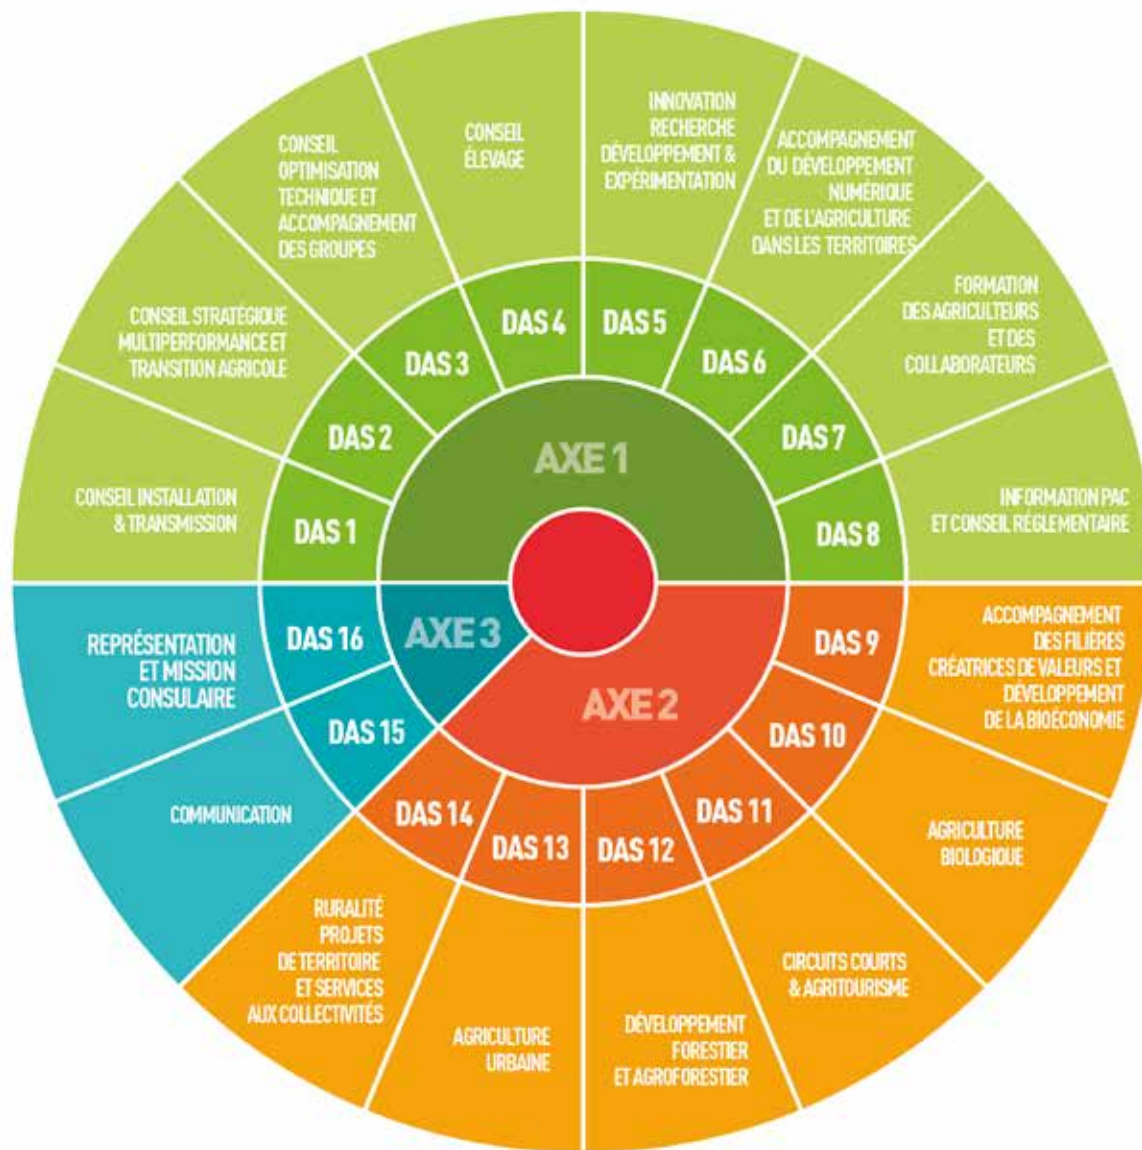 AXE 1
DAS 1
CONSEIL INSTALLATION
& TRANSMISSION
DAS 2
CONSEIL STRATÉGIQUE
MULTIPERFORMANCE ET
TRANSITION AGRICOLE
DAS 3
CONSEIL
OPTIMISATION
TECHNIQUE ET
ACCOMPAGNEMENT
DES GROUPES
DAS 4
CONSEIL
ÉLEVAGE
DAS 5
INNOVATION
RECHERCHE
DÉVELOPPEMENT &
EXPÉRIMENTATION
DAS 6
ACCOMPAGNEMENT
DU DÉVELOPPEMENT
NUMÉRIQUE
ET DE L'AGRICULTURE
DANS LES TERRITOIRES
DAS 7
FORMATION
DES AGRICULTEURS
ET DES
COLLABORATEURS
DAS 8
INFORMATION PAC
ET CONSEIL RÉGLEMENTAIRE
AXE 2
DAS 9
ACCOMPAGNEMENT
DES FILIÈRES
CRÉATRICES DE VALEURS ET
DÉVELOPPEMENT
DE LA BIOÉCONOMIE
DAS 10
AGRICULTURE
BIOLOGIQUE
DAS 11
CIRCUITS COURTS
& AGRITOURISME
DAS 12
DÉVELOPPEMENT
FORESTIER
ET AGROFORESTIER
DAS 13
AGRICULTURE
URBAINE
DAS 14
RURALITÉ
PROJETS
DE TERRITOIRE
ET SERVICES
AUX COLLECTIVITÉS
AXE 3
DAS 15
COMMUNICATION
DAS 16
REPRÉSENTATION
ET MISSION
CONSULAIRE